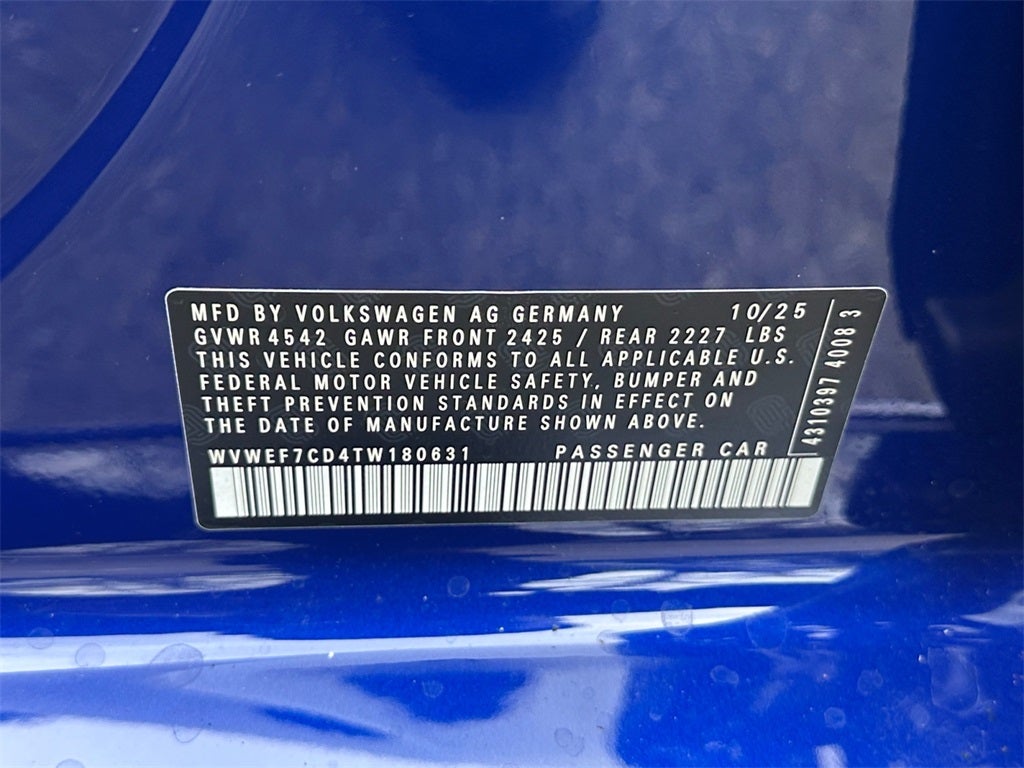 MFD BY VOLKSWAGEN AG GERMANY 10/25
GVWR 4542 GAWR FRONT 2425 / REAR 2227 LBS
THIS VEHICLE CONFORMS TO ALL APPLICABLE U.S.
FEDERAL MOTOR VEHICLE SAFETY, BUMPER AND
THEFT PREVENTION STANDARDS IN EFFECT ON
THE DATE OF MANUFACTURE SHOWN ABOVE.
WVWEF7CD4TW180631 PASSENGER CAR
4310397 4008 3